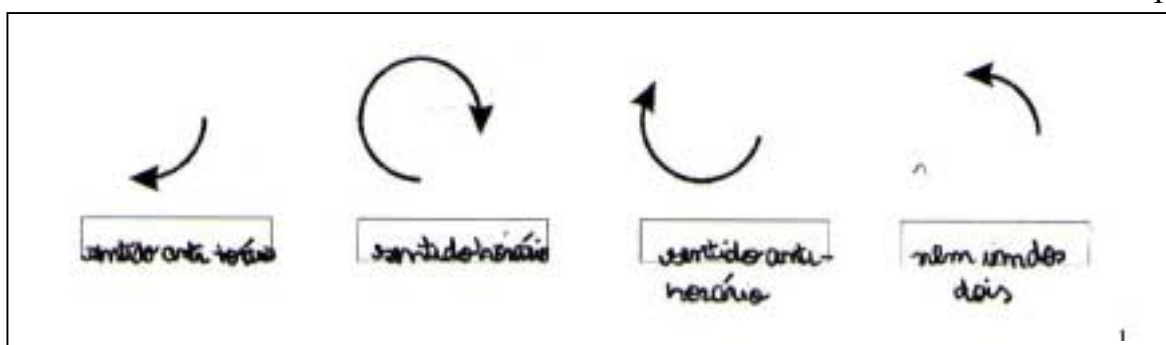 sentido anti horário
sentido horário
sentido anti-
horário
nem um dos
dois
1